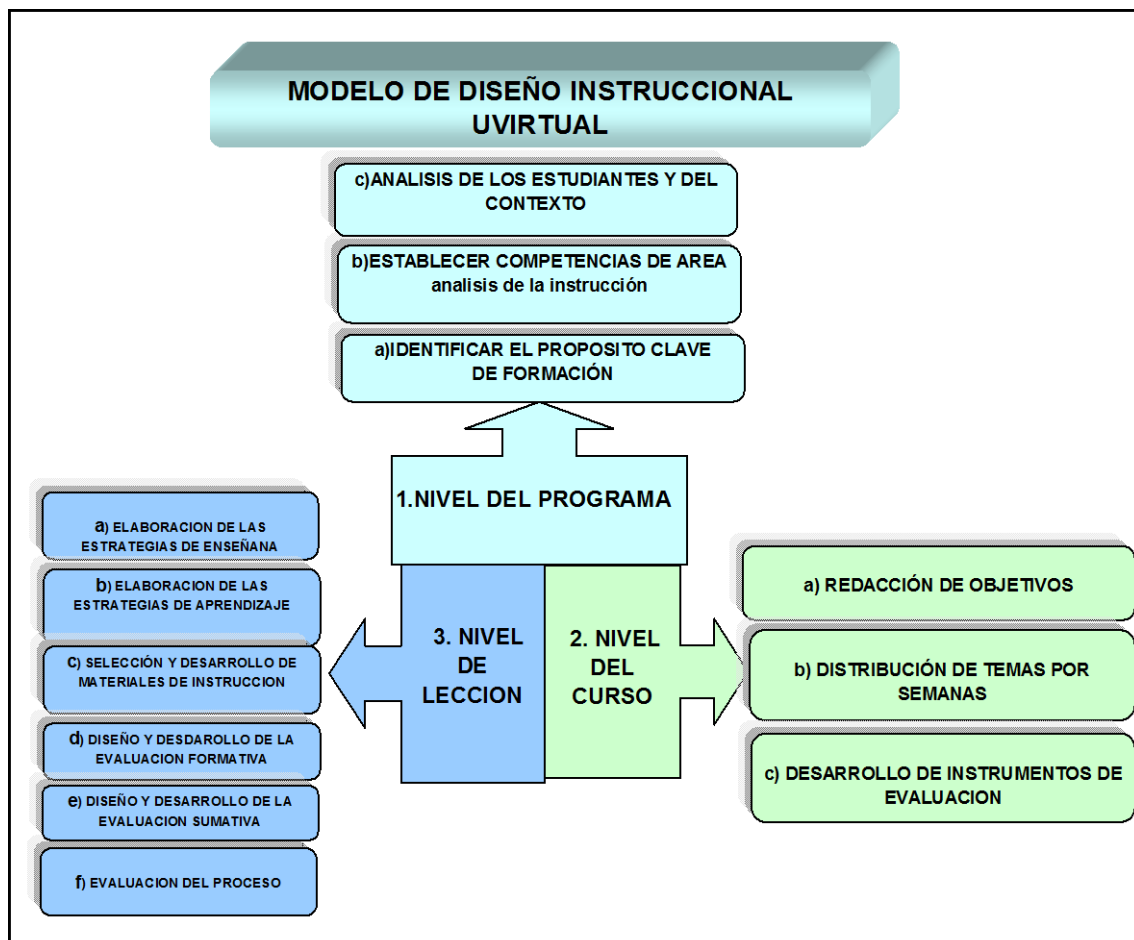 MODELO DE DISEÑO INSTRUCCIONAL
UVIRTUAL
c)ANALISIS DE LOS ESTUDIANTES Y DEL
CONTEXTO
b)ESTABLECER COMPETENCIAS DE AREA
analisis de la instrucción
a)IDENTIFICAR EL PROPOSITO CLAVE
DE FORMACIÓN
1.NIVEL DEL PROGRAMA
a) ELABORACION DE LAS
ESTRATEGIAS DE ENSEÑANA
b) ELABORACION DE LAS
ESTRATEGIAS DE APRENDIZAJE
c) SELECCIÓN Y DESARROLLO DE
MATERIALES DE INSTRUCCION
d) DISEÑO Y DESDAROLLO DE LA
EVALUACION FORMATIVA
e) DISEÑO Y DESARROLLO DE LA
EVALUACION SUMATIVA
f) EVALUACION DEL PROCESO
3. NIVEL
DE
LECCION
2. NIVEL
DEL
CURSO
a) REDACCIÓN DE OBJETIVOS
b) DISTRIBUCIÓN DE TEMAS POR
SEMANAS
c) DESARROLLO DE INSTRUMENTOS DE
EVALUACION